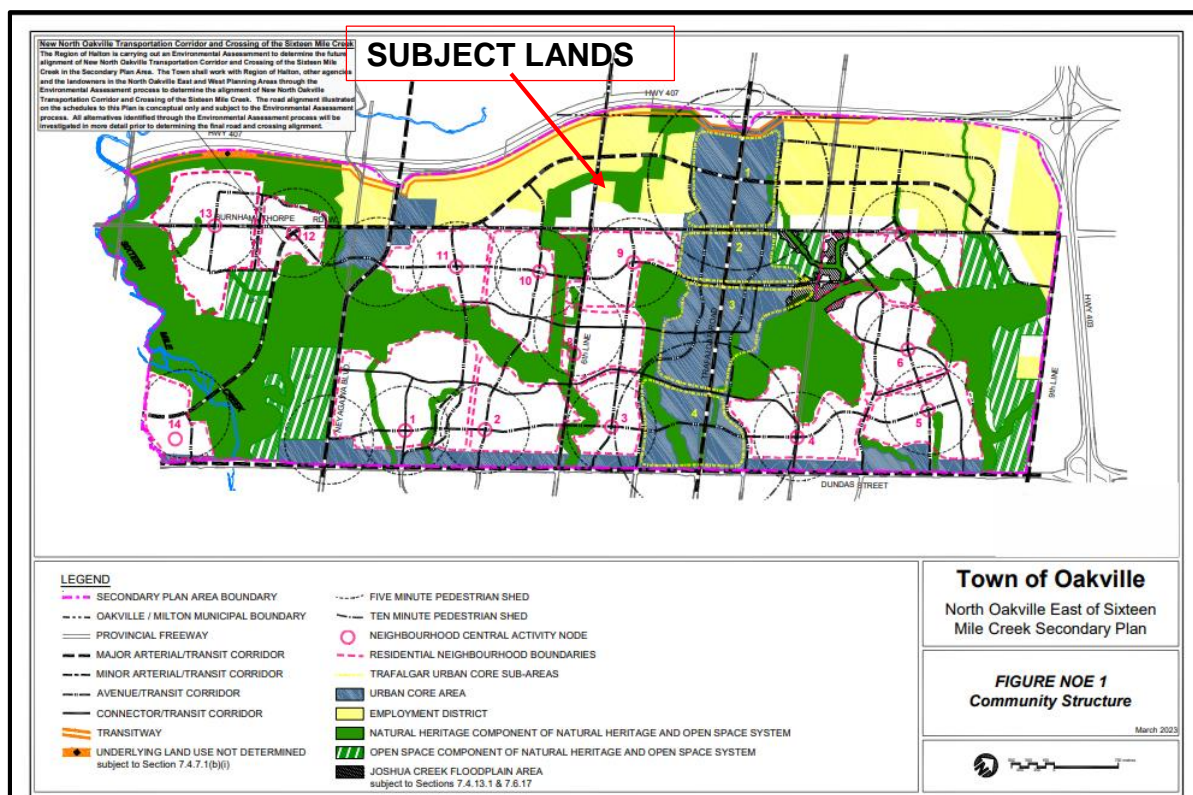 New North Oakville Transportation Corridor and Crossing of the Sixteen Mile Creek
The Region of Halton is carrying out an Environmental Assessment to determine the future
alignment of New North Oakville Transportation Corridor and Crossing of the Sixteen Mile
Creek in the Secondary Plan Area. The Town shall work with Region of Halton, other agencies
and the landowners in the North Oakville East and West Planning Areas through the
Environmental Assessment process to determine the alignment of New North Oakville
Transportation Corridor and Crossing of the Sixteen Mile Creek. The road alignment illustrated
on the schedules to this Plan is conceptual only and subject to the Environmental Assessment
process. All alternatives identified through the Environmental Assessment process will be
investigated in more detail prior to determining the final road and crossing alignment.
SUBJECT LANDS
HWY 407
HWY 407
1
13
BURNHAMTHORPE RD W
12
2
11
9
10
3
SIXTEEN
MILE
CREEK
HWY 403
9th LINE
TRAFALGAR ROAD
6TH LINE
8
6
NEYAGAWA BLVD
14
1
2
3
4
4
5
DUNDAS STREET
LEGEND
SECONDARY PLAN AREA BOUNDARY
OAKVILLE / MILTON MUNICIPAL BOUNDARY
PROVINCIAL FREEWAY
MAJOR ARTERIAL/TRANSIT CORRIDOR
MINOR ARTERIAL/TRANSIT CORRIDOR
AVENUE/TRANSIT CORRIDOR
CONNECTOR/TRANSIT CORRIDOR
TRANSITWAY
UNDERLYING LAND USE NOT DETERMINED
subject to Section 7.4.7.1(b)(i)
FIVE MINUTE PEDESTRIAN SHED
TEN MINUTE PEDESTRIAN SHED
NEIGHBOURHOOD CENTRAL ACTIVITY NODE
RESIDENTIAL NEIGHBOURHOOD BOUNDARIES
TRAFALGAR URBAN CORE SUB-AREAS
URBAN CORE AREA
EMPLOYMENT DISTRICT
NATURAL HERITAGE COMPONENT OF NATURAL HERITAGE AND OPEN SPACE SYSTEM
OPEN SPACE COMPONENT OF NATURAL HERITAGE AND OPEN SPACE SYSTEM
JOSHUA CREEK FLOODPLAIN AREA
subject to Sections 7.4.13.1 & 7.6.17
Town of Oakville
North Oakville East of Sixteen
Mile Creek Secondary Plan
FIGURE NOE 1
Community Structure
March 2023